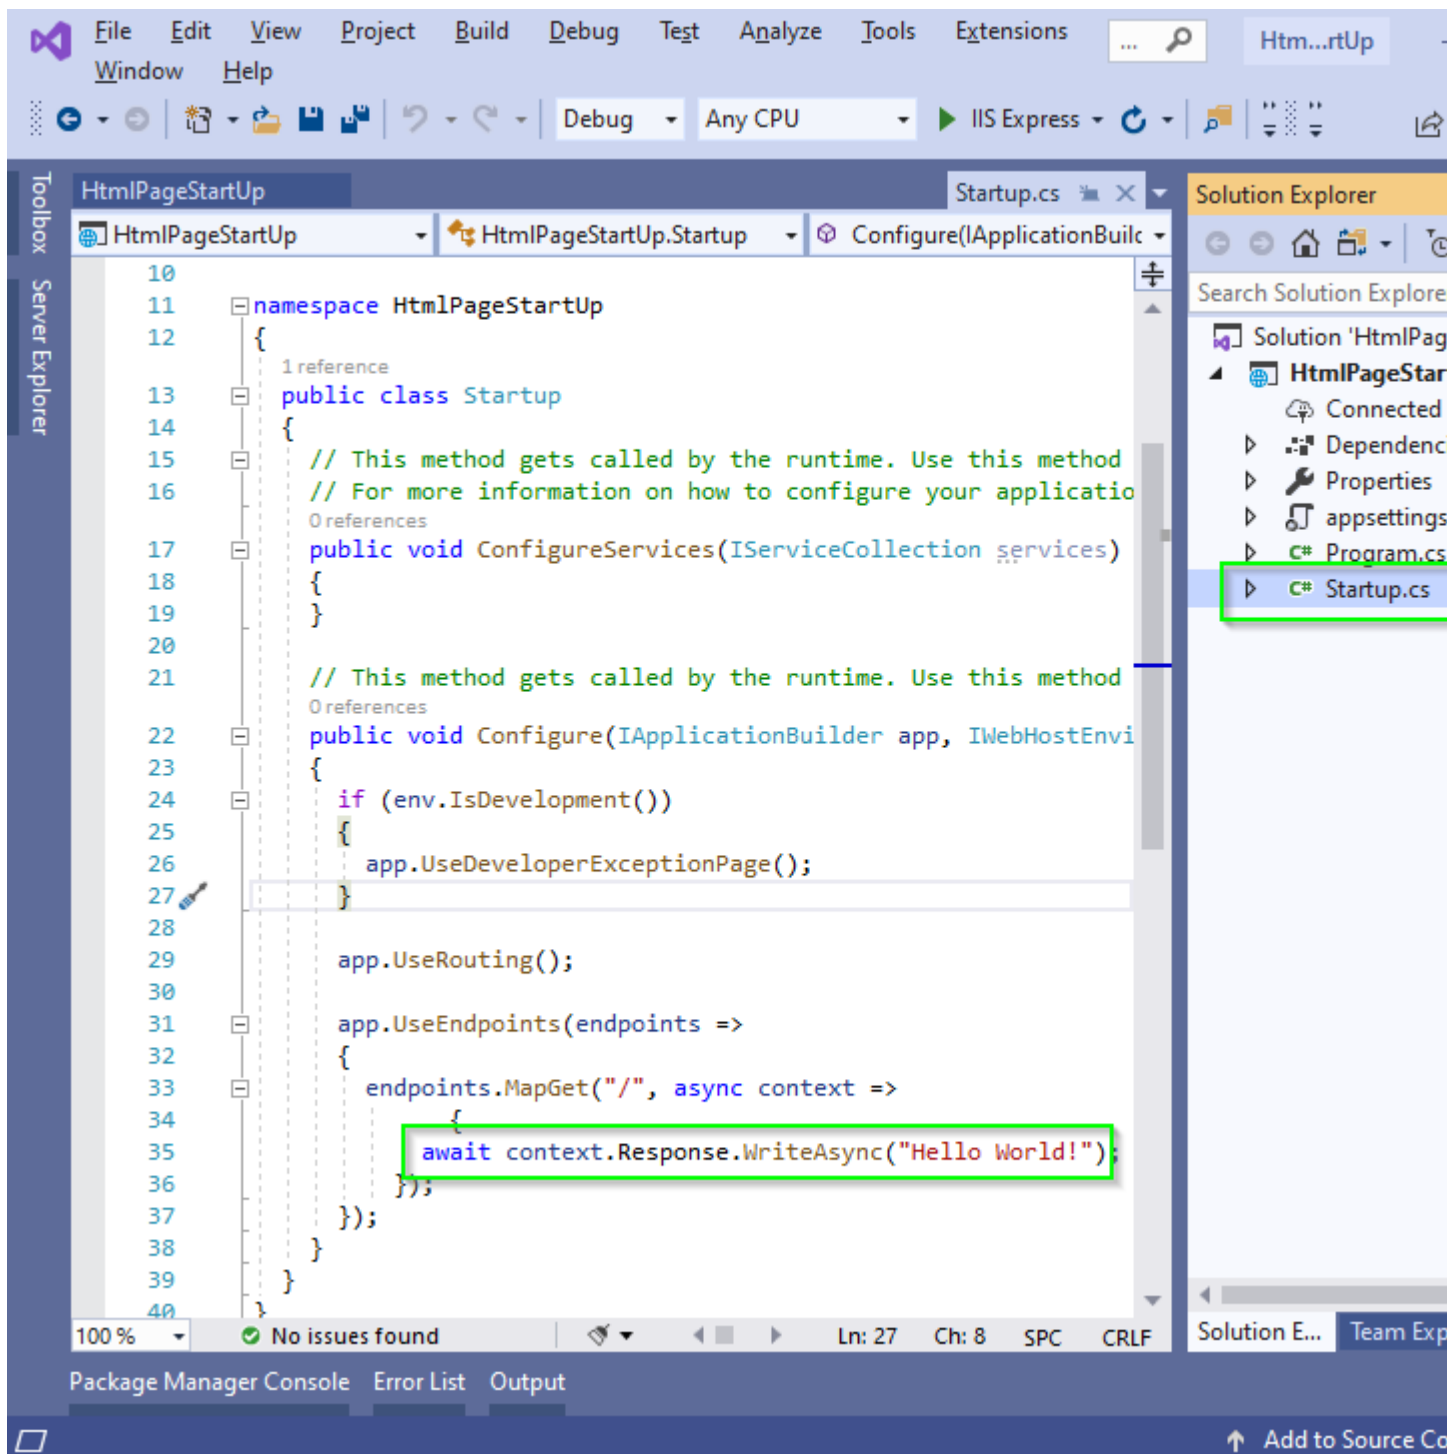 File Edit View Project Build Debug Test Analyze Tools Extensions ... Htm...rtUp
Window Help
Debug Any CPU IIS Express
Toolbox
Server Explorer
HtmlPageStartUp Startup.cs
HtmlPageStartUp HtmlPageStartUp.Startup Configure(IApplicationBuilc
10
11 namespace HtmlPageStartUp
12 {
1 reference
13 public class Startup
14 {
15 // This method gets called by the runtime. Use this method
16 // For more information on how to configure your applicatio
0 references
17 public void ConfigureServices(IServiceCollection services)
18 {
19 }
20
21 // This method gets called by the runtime. Use this method
0 references
22 public void Configure(IApplicationBuilder app, IWebHostEnvi
23 {
24 if (env.IsDevelopment())
25 {
26 app.UseDeveloperExceptionPage();
27 }
28
29 app.UseRouting();
30
31 app.UseEndpoints(endpoints =>
32 {
33 endpoints.MapGet("/", async context =>
34 {
35 await context.Response.WriteAsync("Hello World!");
36 });
37 });
38 }
39 }
40 }
100 % No issues found Ln: 27 Ch: 8 SPC CRLF
Solution Explorer
Search Solution Explore
Solution 'HtmlPag
HtmlPageStar
Connected
Dependenc
Properties
appsettings
C# Program.cs
C# Startup.cs
Solution E... Team Exp
Package Manager Console Error List Output
Add to Source Co